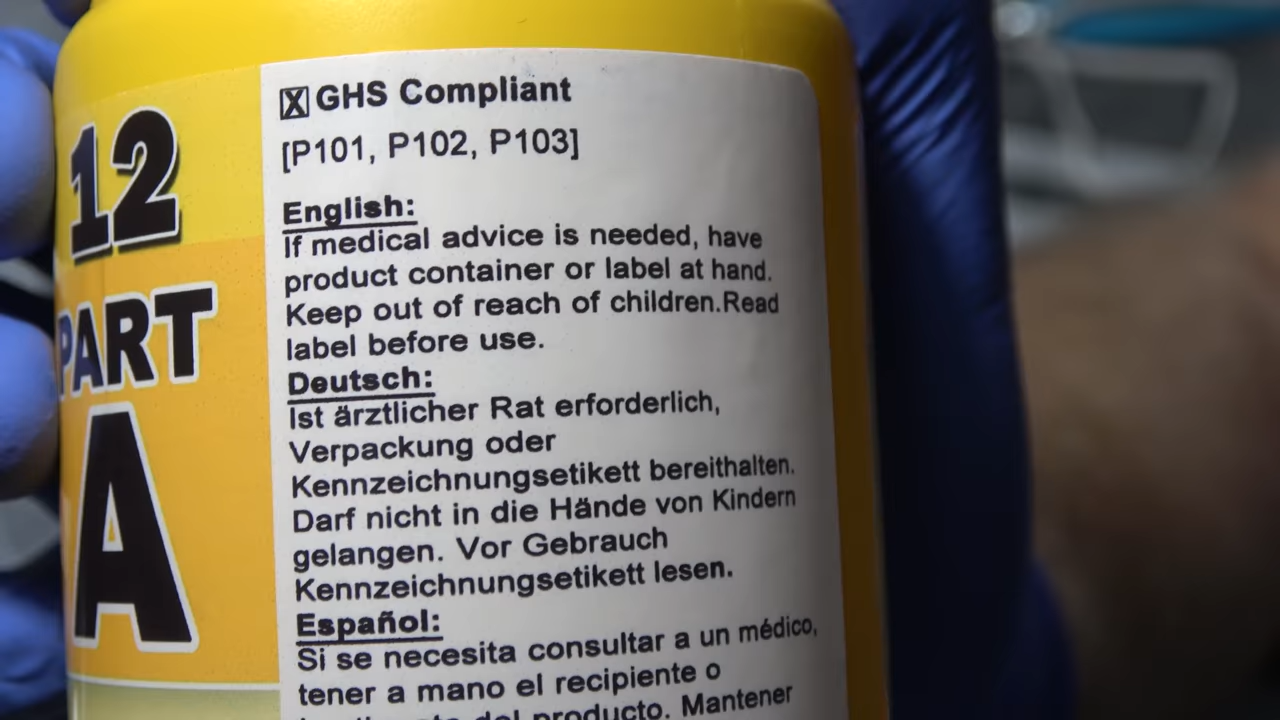 12
PART
A
GHS Compliant
[P101, P102, P103]
English:
If medical advice is needed, have
product container or label at hand.
Keep out of reach of children.Read
label before use.
Deutsch:
Ist ärztlicher Rat erforderlich,
Verpackung oder
Kennzeichnungsetikett bereithalten.
Darf nicht in die Hände von Kindern
gelangen. Vor Gebrauch
Kennzeichnungsetikett lesen.
Español:
Si se necesita consultar a un médico,
tener a mano el recipiente o
del producto. Mantener